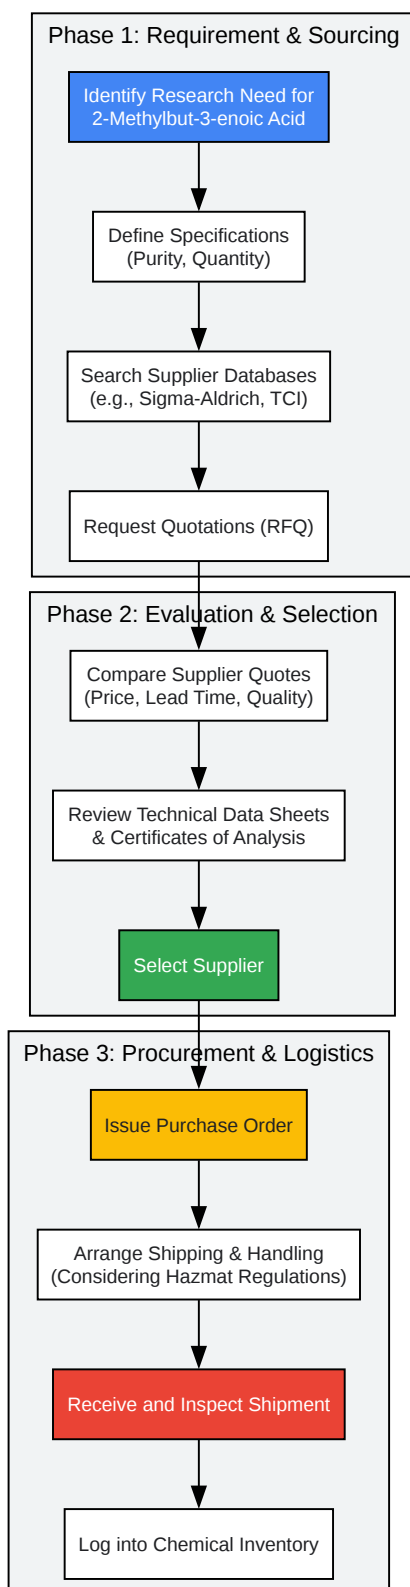 Phase 1: Requirement & Sourcing
Identify Research Need for
2-Methylbut-3-enoic Acid
Define Specifications
(Purity, Quantity)
Search Supplier Databases
(e.g., Sigma-Aldrich, TCI)
Request Quotations (RFQ)
Phase 2: Evaluation & Selection
Compare Supplier Quotes
(Price, Lead Time, Quality)
Review Technical Data Sheets
& Certificates of Analysis
Select Supplier
Phase 3: Procurement & Logistics
Issue Purchase Order
Arrange Shipping & Handling
(Considering Hazmat Regulations)
Receive and Inspect Shipment
Log into Chemical Inventory